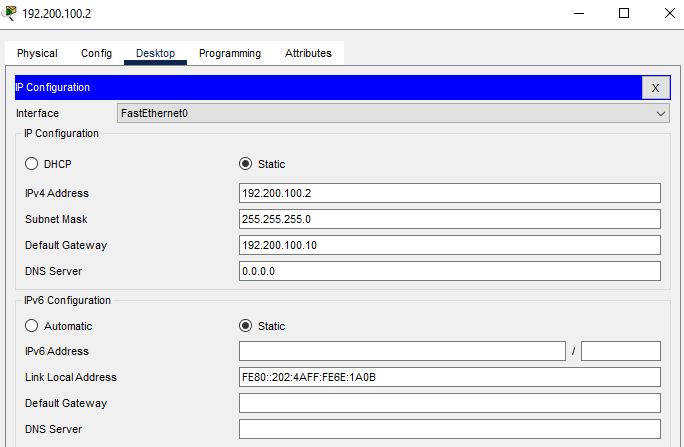 192.200.100.2
Physical Config Desktop Programming Attributes
IP Configuration X
Interface FastEthernet0
IP Configuration
DHCP Static
IPv4 Address 192.200.100.2
Subnet Mask 255.255.255.0
Default Gateway 192.200.100.10
DNS Server 0.0.0.0
IPv6 Configuration
Automatic Static
IPv6 Address /
Link Local Address FE80::202:4AFF:FE6E:1A0B
Default Gateway
DNS Server